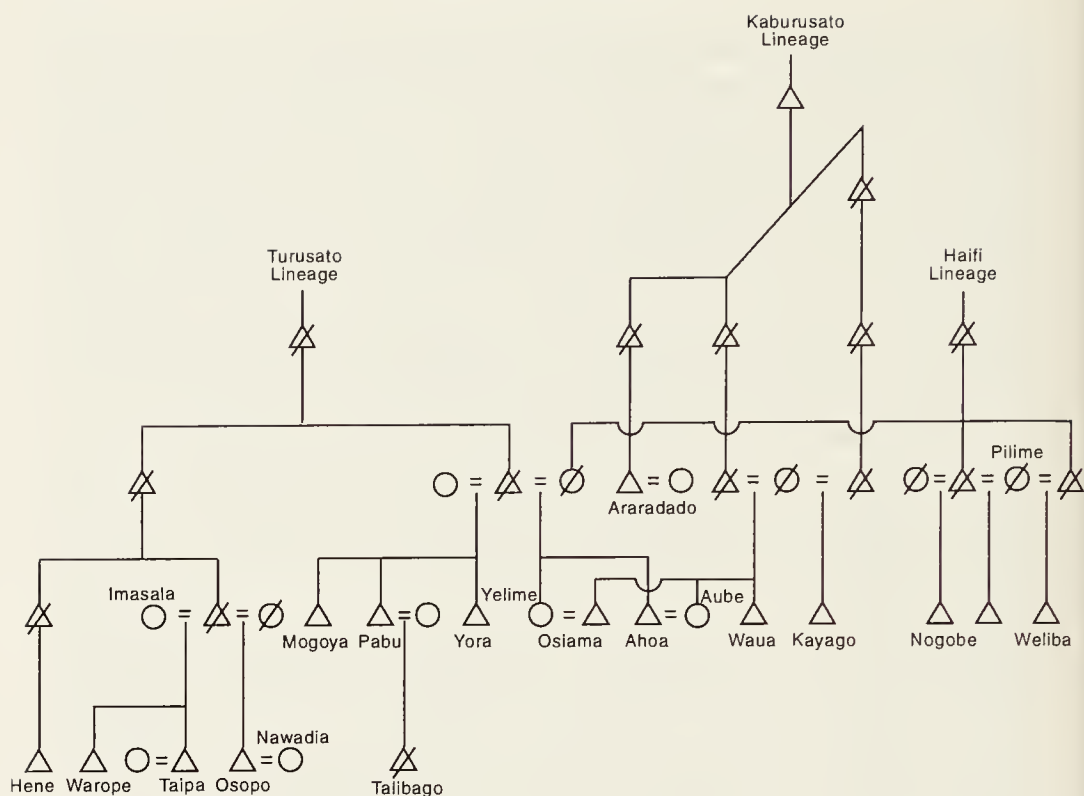 Kaburusato
Lineage
Turusato
Lineage
Haifi
Lineage
Pilime
Araradado
Imasala
Yelime
Aube
Mogoya Pabu Yora Osiama Ahoa Waua Kayago Nogobe Weliba
Nawadia
Hene Warope Taipa Osopo Talibago